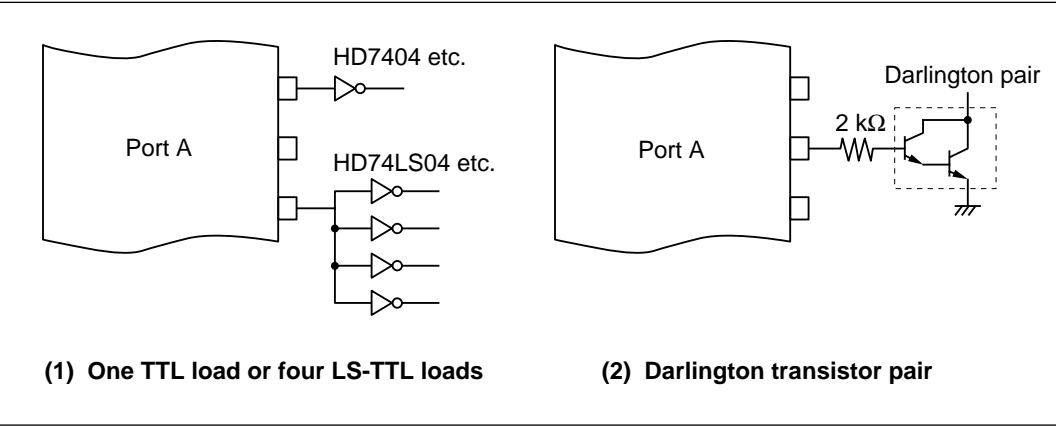 HD7404 etc.
Port A
HD74LS04 etc.
(1) One TTL load or four LS-TTL loads
Darlington pair
2 kΩ
Port A
(2) Darlington transistor pair